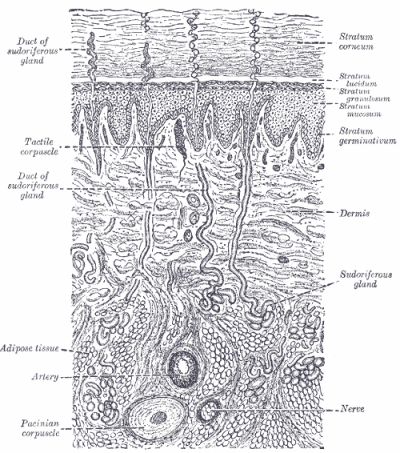 Duct of
sudoriferous
gland
Stratum
corneum
Stratum
lucidum
Stratum
granulosum
Stratum
mucosum
Stratum
germinativum
Tactile
corpuscle
Duct of
sudoriferous
gland
Dermis
Sudoriferous
gland
Adipose tissue
Artery
Nerve
Pacinian
corpuscle